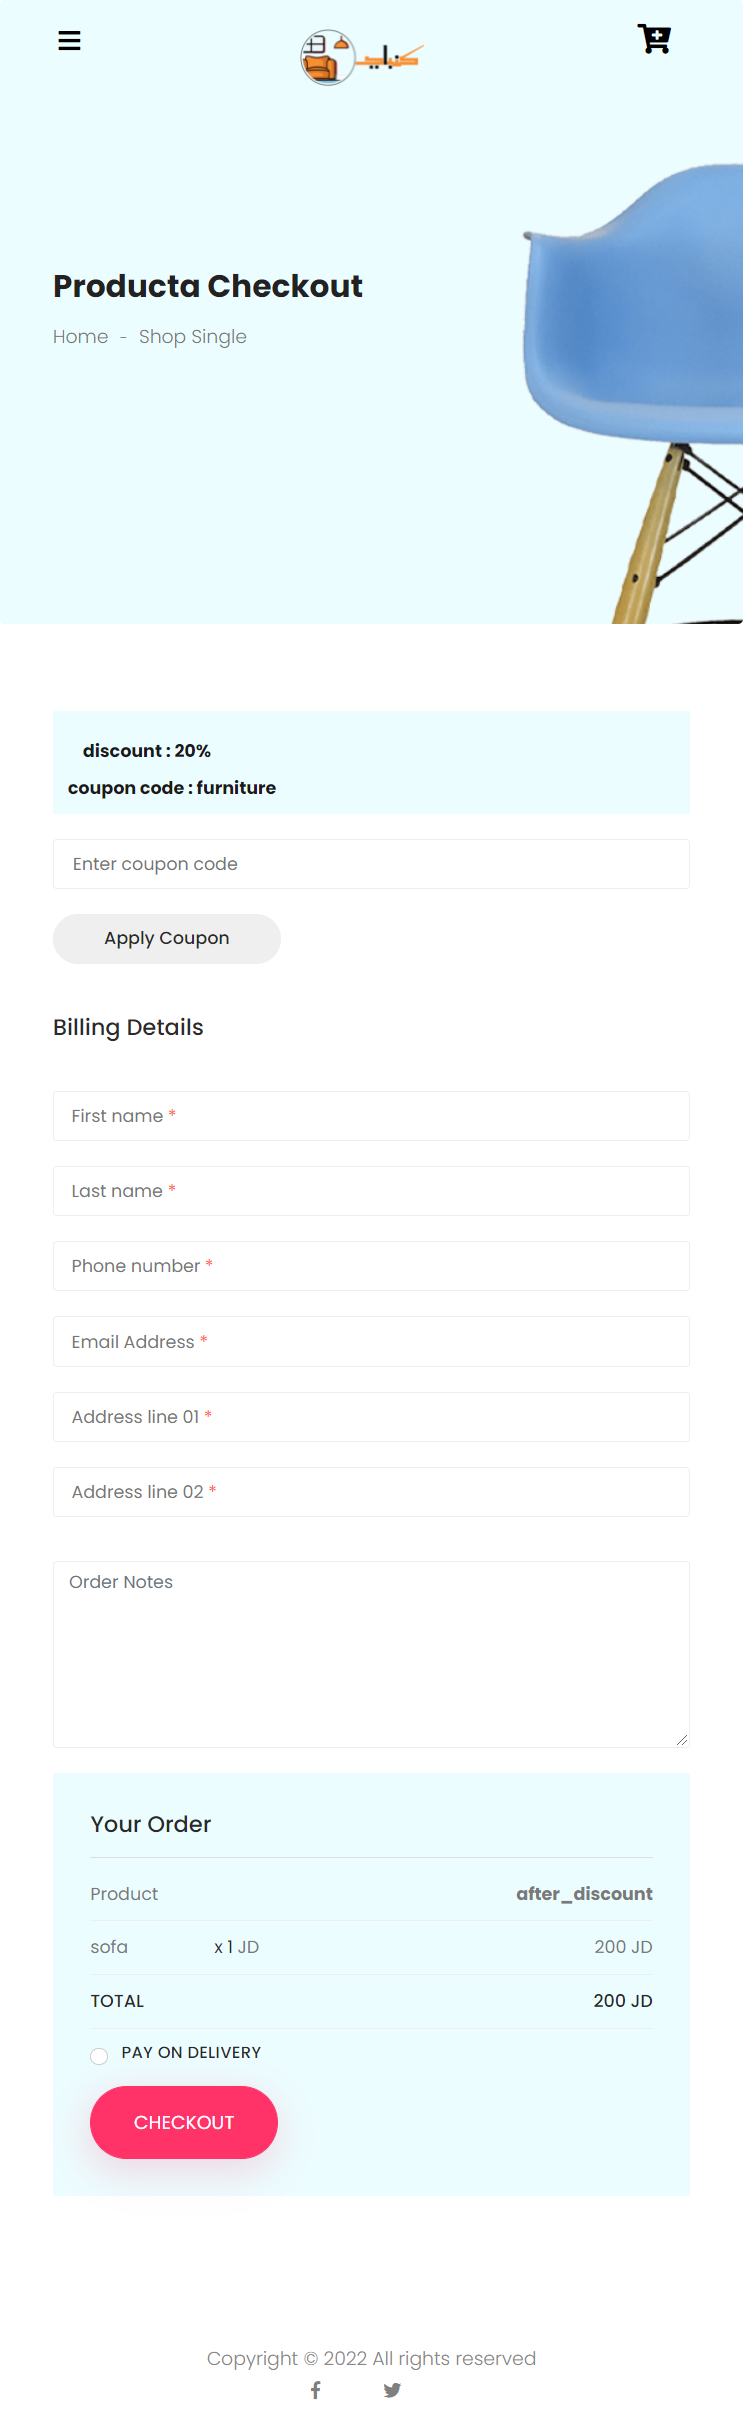 كنباي
Producta Checkout
Home - Shop Single
discount : 20%
coupon code : furniture
Enter coupon code
Apply Coupon
Billing Details
First name *
Last name *
Phone number *
Email Address *
Address line 01 *
Address line 02 *
Order Notes
Your Order
Product after_discount
sofa x 1 JD 200 JD
TOTAL 200 JD
PAY ON DELIVERY
CHECKOUT
Copyright © 2022 All rights reserved